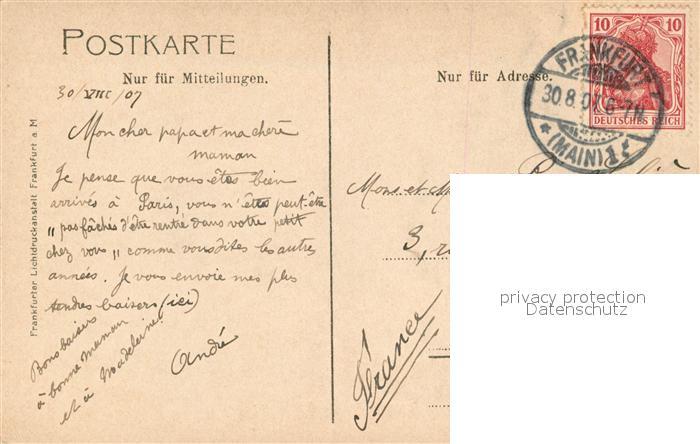 POSTKARTE
Nur für Mitteilungen.
30/VIII/07
Mon cher papa et ma chère
maman
Je pense que vous êtes bien
arrivés à Paris, vous n'êtes peut-être
"pas fâchés d'être rentré dans votre petit
chez vous" comme vous dites les autres
années. Je vous envoie mes plus
tendres baisers (ici)
André
Bons baisers
à bonne maman
et à Madeleine.
Frankfurter Lichtdruckanstalt Frankfurt a. M
Nur für Adresse.
10 10
DEUTSCHES REICH
FRANKFURT
30.8.07. 6-7N
(MAIN) 1
Mons et
3, r
France
privacy protection
Datenschutz